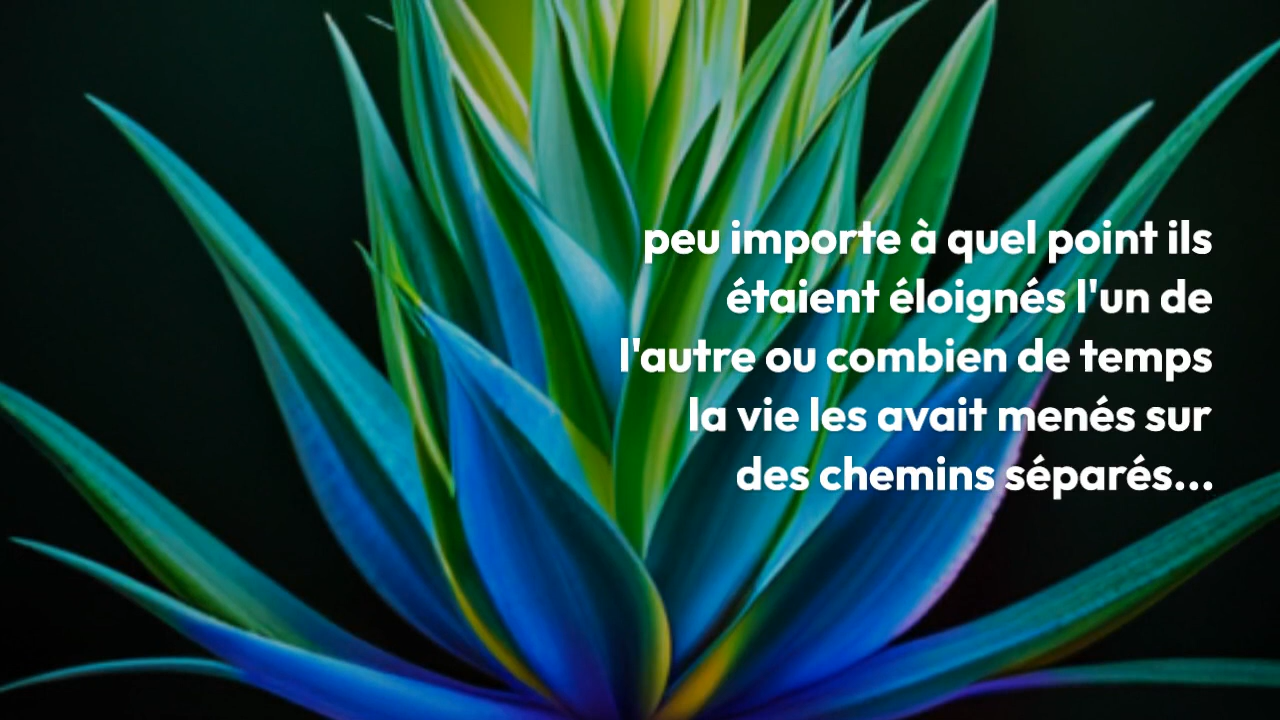 peu importe à quel point ils
étaient éloignés l'un de
l'autre ou combien de temps
la vie les avait menés sur
des chemins séparés...